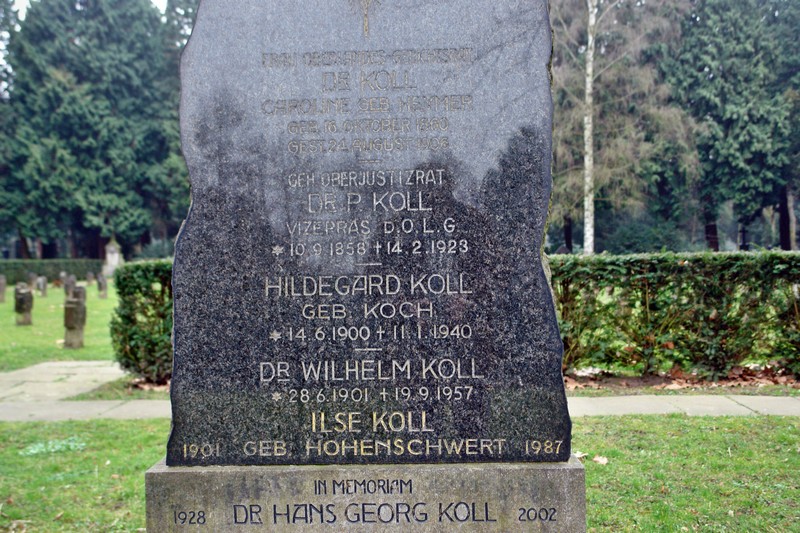 DR KOLL
CAROLINE GEB. HEMMER
GEB. 16. OKTOBER 1860
GEST. 24. AUGUST
GEH OBERJUSTIZRAT
DR. P. KOLL
VIZEPRÄS D.O.L.G.
* 10.9.1858 + 14.2.1923
HILDEGARD KOLL
GEB. KOCH
* 14.6.1900 + 11.1.1940
DR WILHELM KOLL
* 28.6.1901 + 19.9.1957
ILSE KOLL
1901 GEB. HOHENSCHWERT 1987
IN MEMORIAM
1928 DR HANS GEORG KOLL 2002